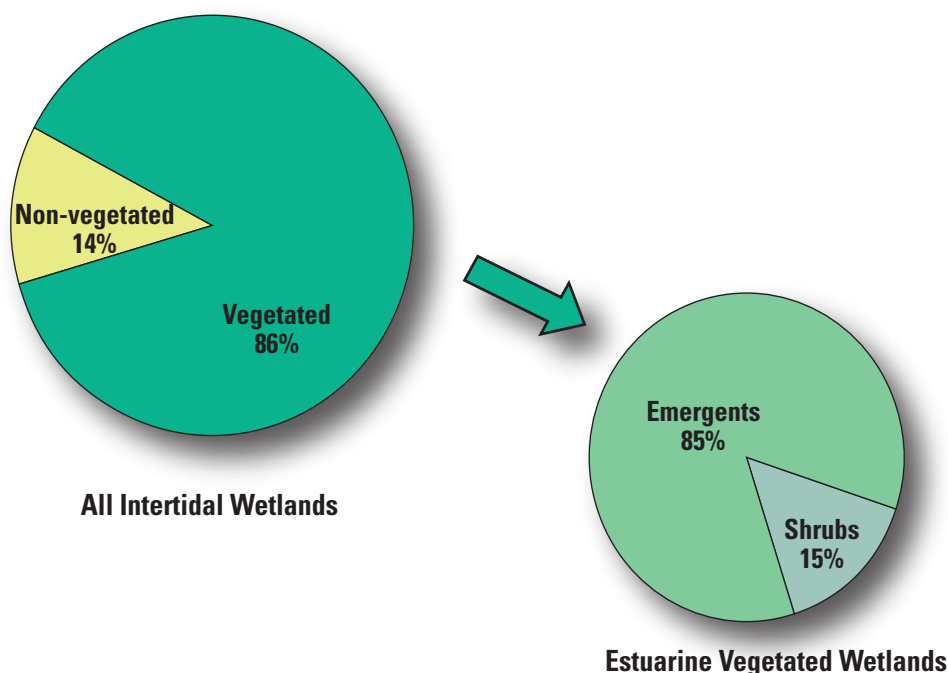 Non-vegetated
14%
Vegetated
86%
All Intertidal Wetlands
Emergents
85%
Shrubs
15%
Estuarine Vegetated Wetlands